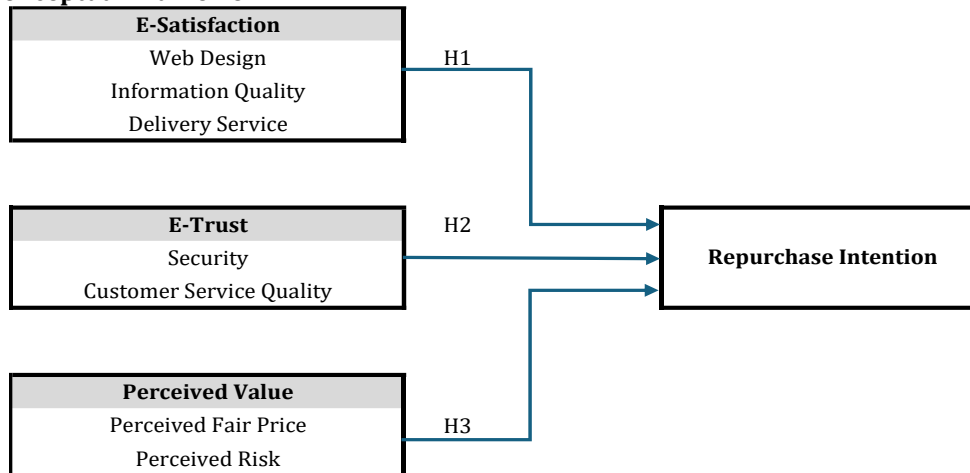 E-Satisfaction
Web Design
Information Quality
Delivery Service
H1
E-Trust
Security
Customer Service Quality
H2
Repurchase Intention
Perceived Value
Perceived Fair Price
Perceived Risk
H3